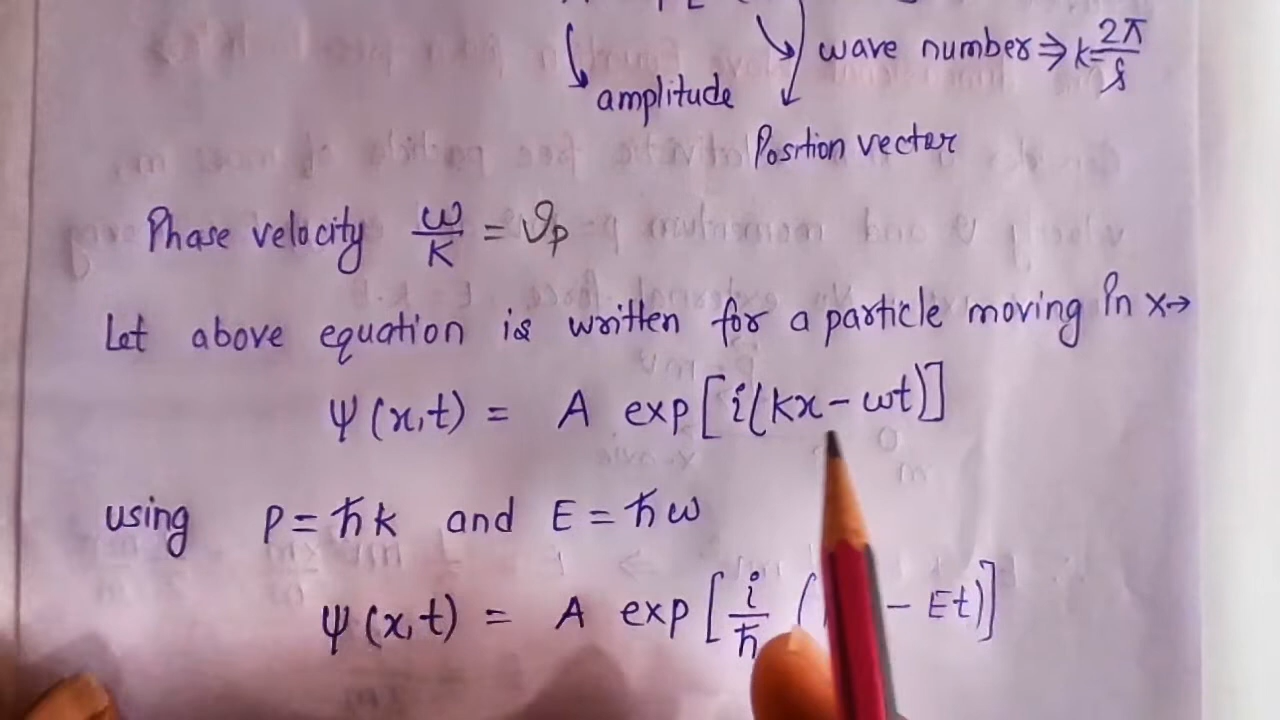 wave number ⇒ k=2π/λ
amplitude
Position vector
Phase velocity ω/k = ϑp
Let above equation is written for a particle moving in x→
Ψ(x,t) = A exp[i(kx-ωt)]
using P=ħk and E=ħω
Ψ(x,t) = A exp[i/ħ ( - Et)]